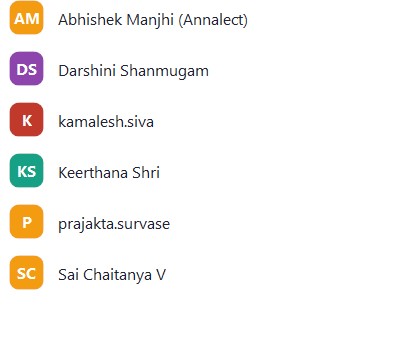 AM Abhishek Manjhi (Annalect)
DS Darshini Shanmugam
K kamalesh.siva
KS Keerthana Shri
P prajakta.survase
SC Sai Chaitanya V